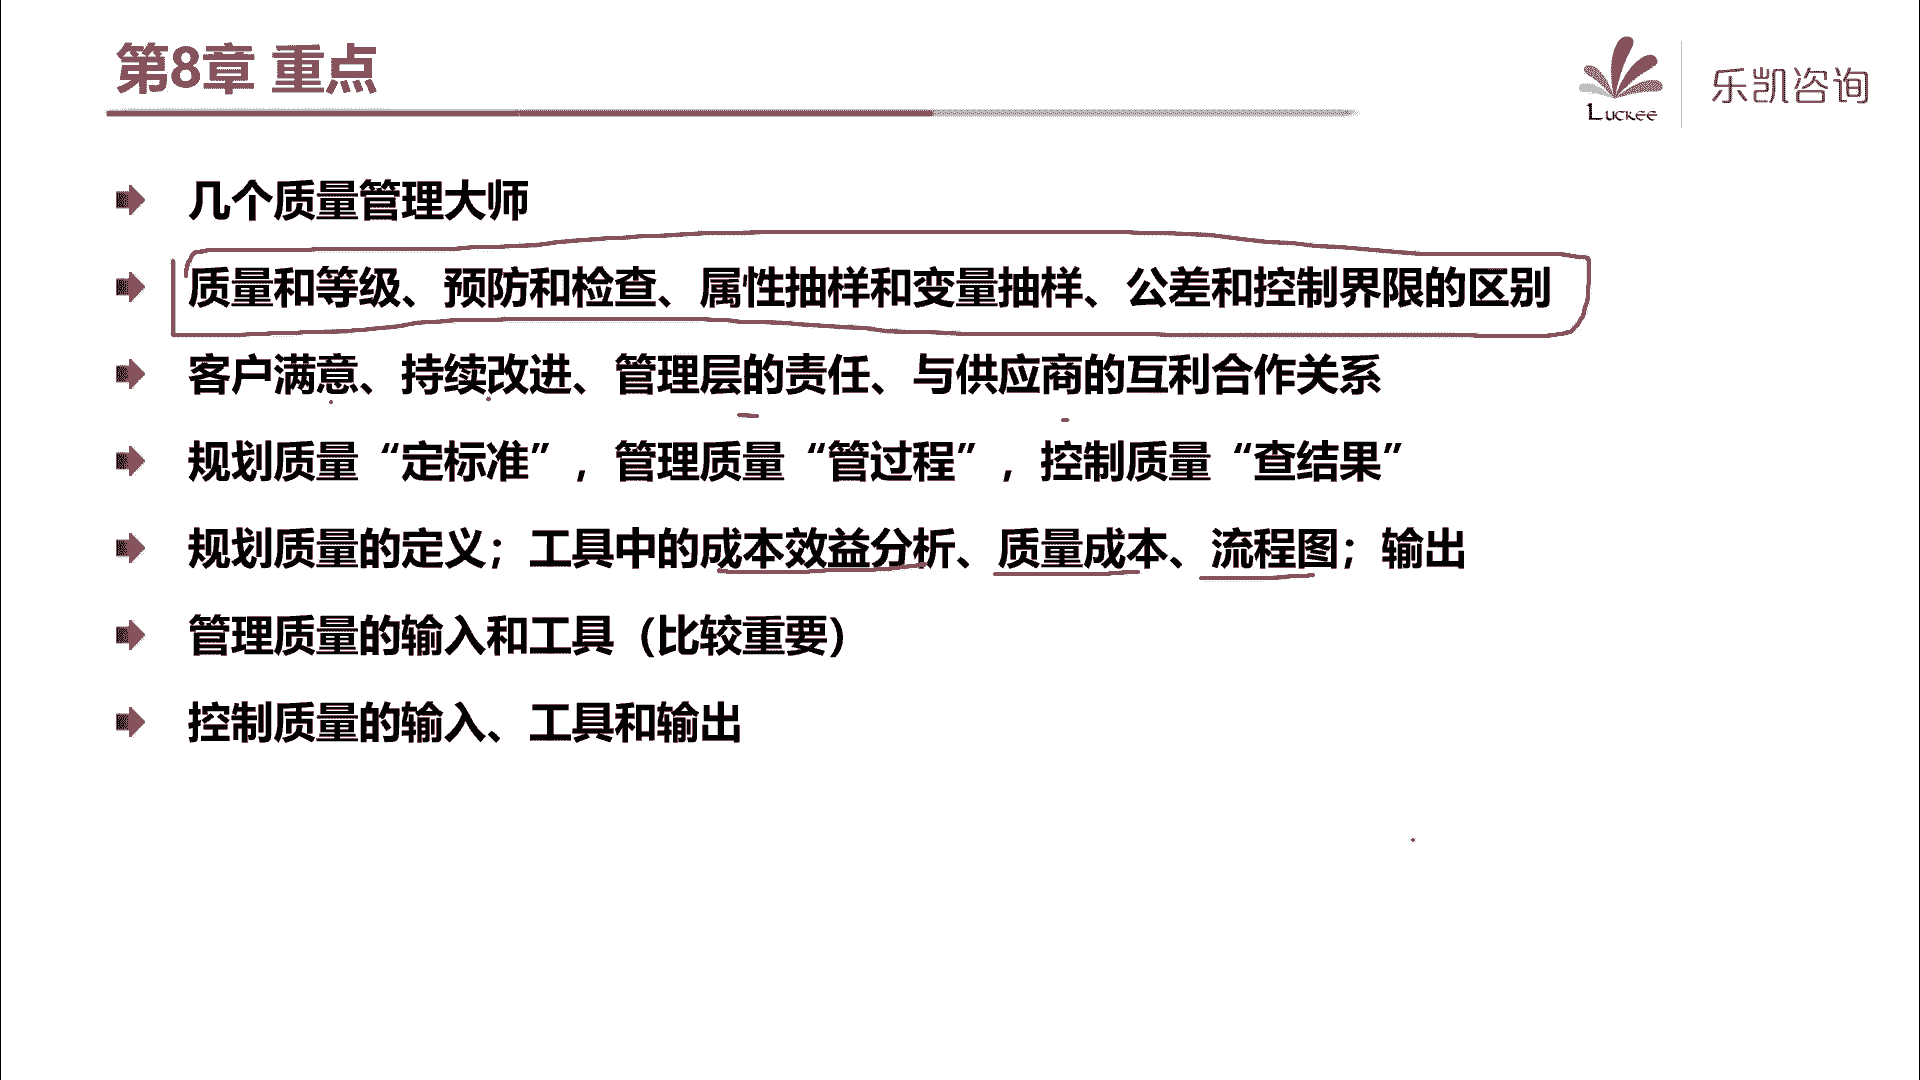 第8章 重点
Luckee
乐凯咨询
几个质量管理大师
质量和等级、预防和检查、属性抽样和变量抽样、公差和控制界限的区别
客户满意、持续改进、管理层的责任、与供应商的互利合作关系
规划质量“定标准”，管理质量“管过程”，控制质量“查结果”
规划质量的定义；工具中的成本效益分析、质量成本、流程图；输出
管理质量的输入和工具（比较重要）
控制质量的输入、工具和输出